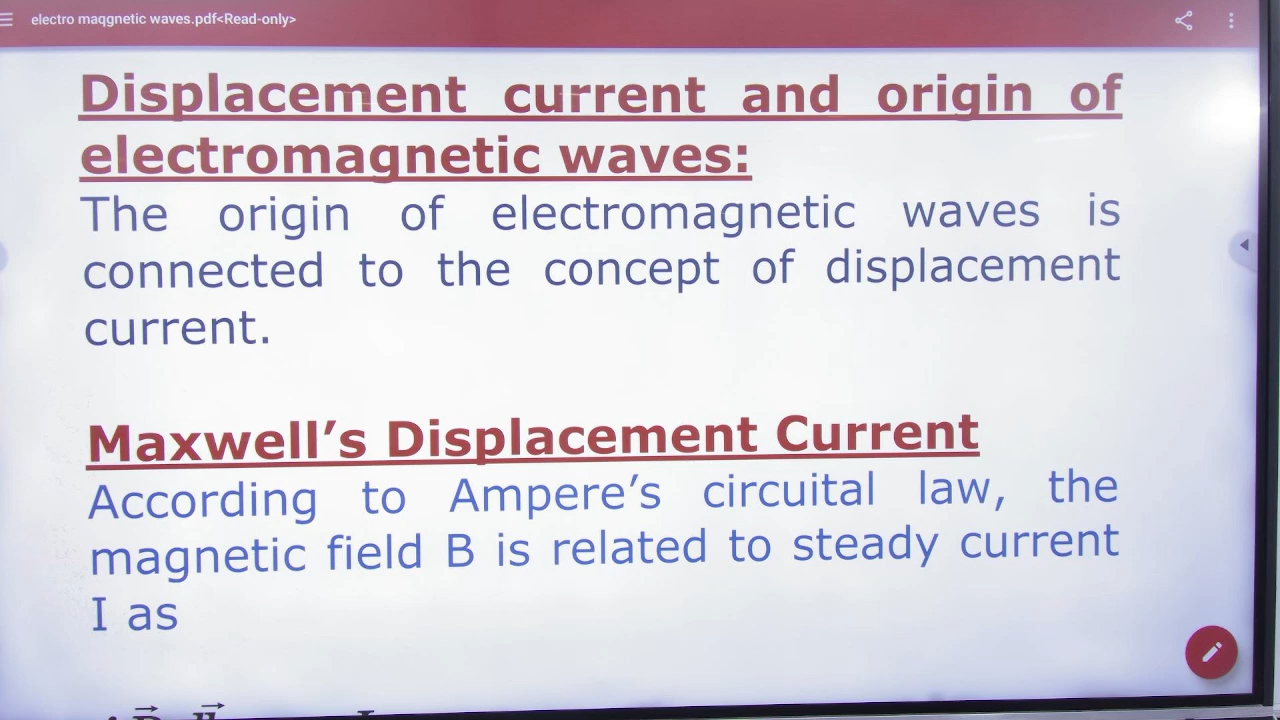 electro maqgnetic waves.pdf<Read-only>
Displacement current and origin of
electromagnetic waves:
The origin of electromagnetic waves is
connected to the concept of displacement
current.
Maxwell’s Displacement Current
According to Ampere’s circuital law, the
magnetic field B is related to steady current
I as